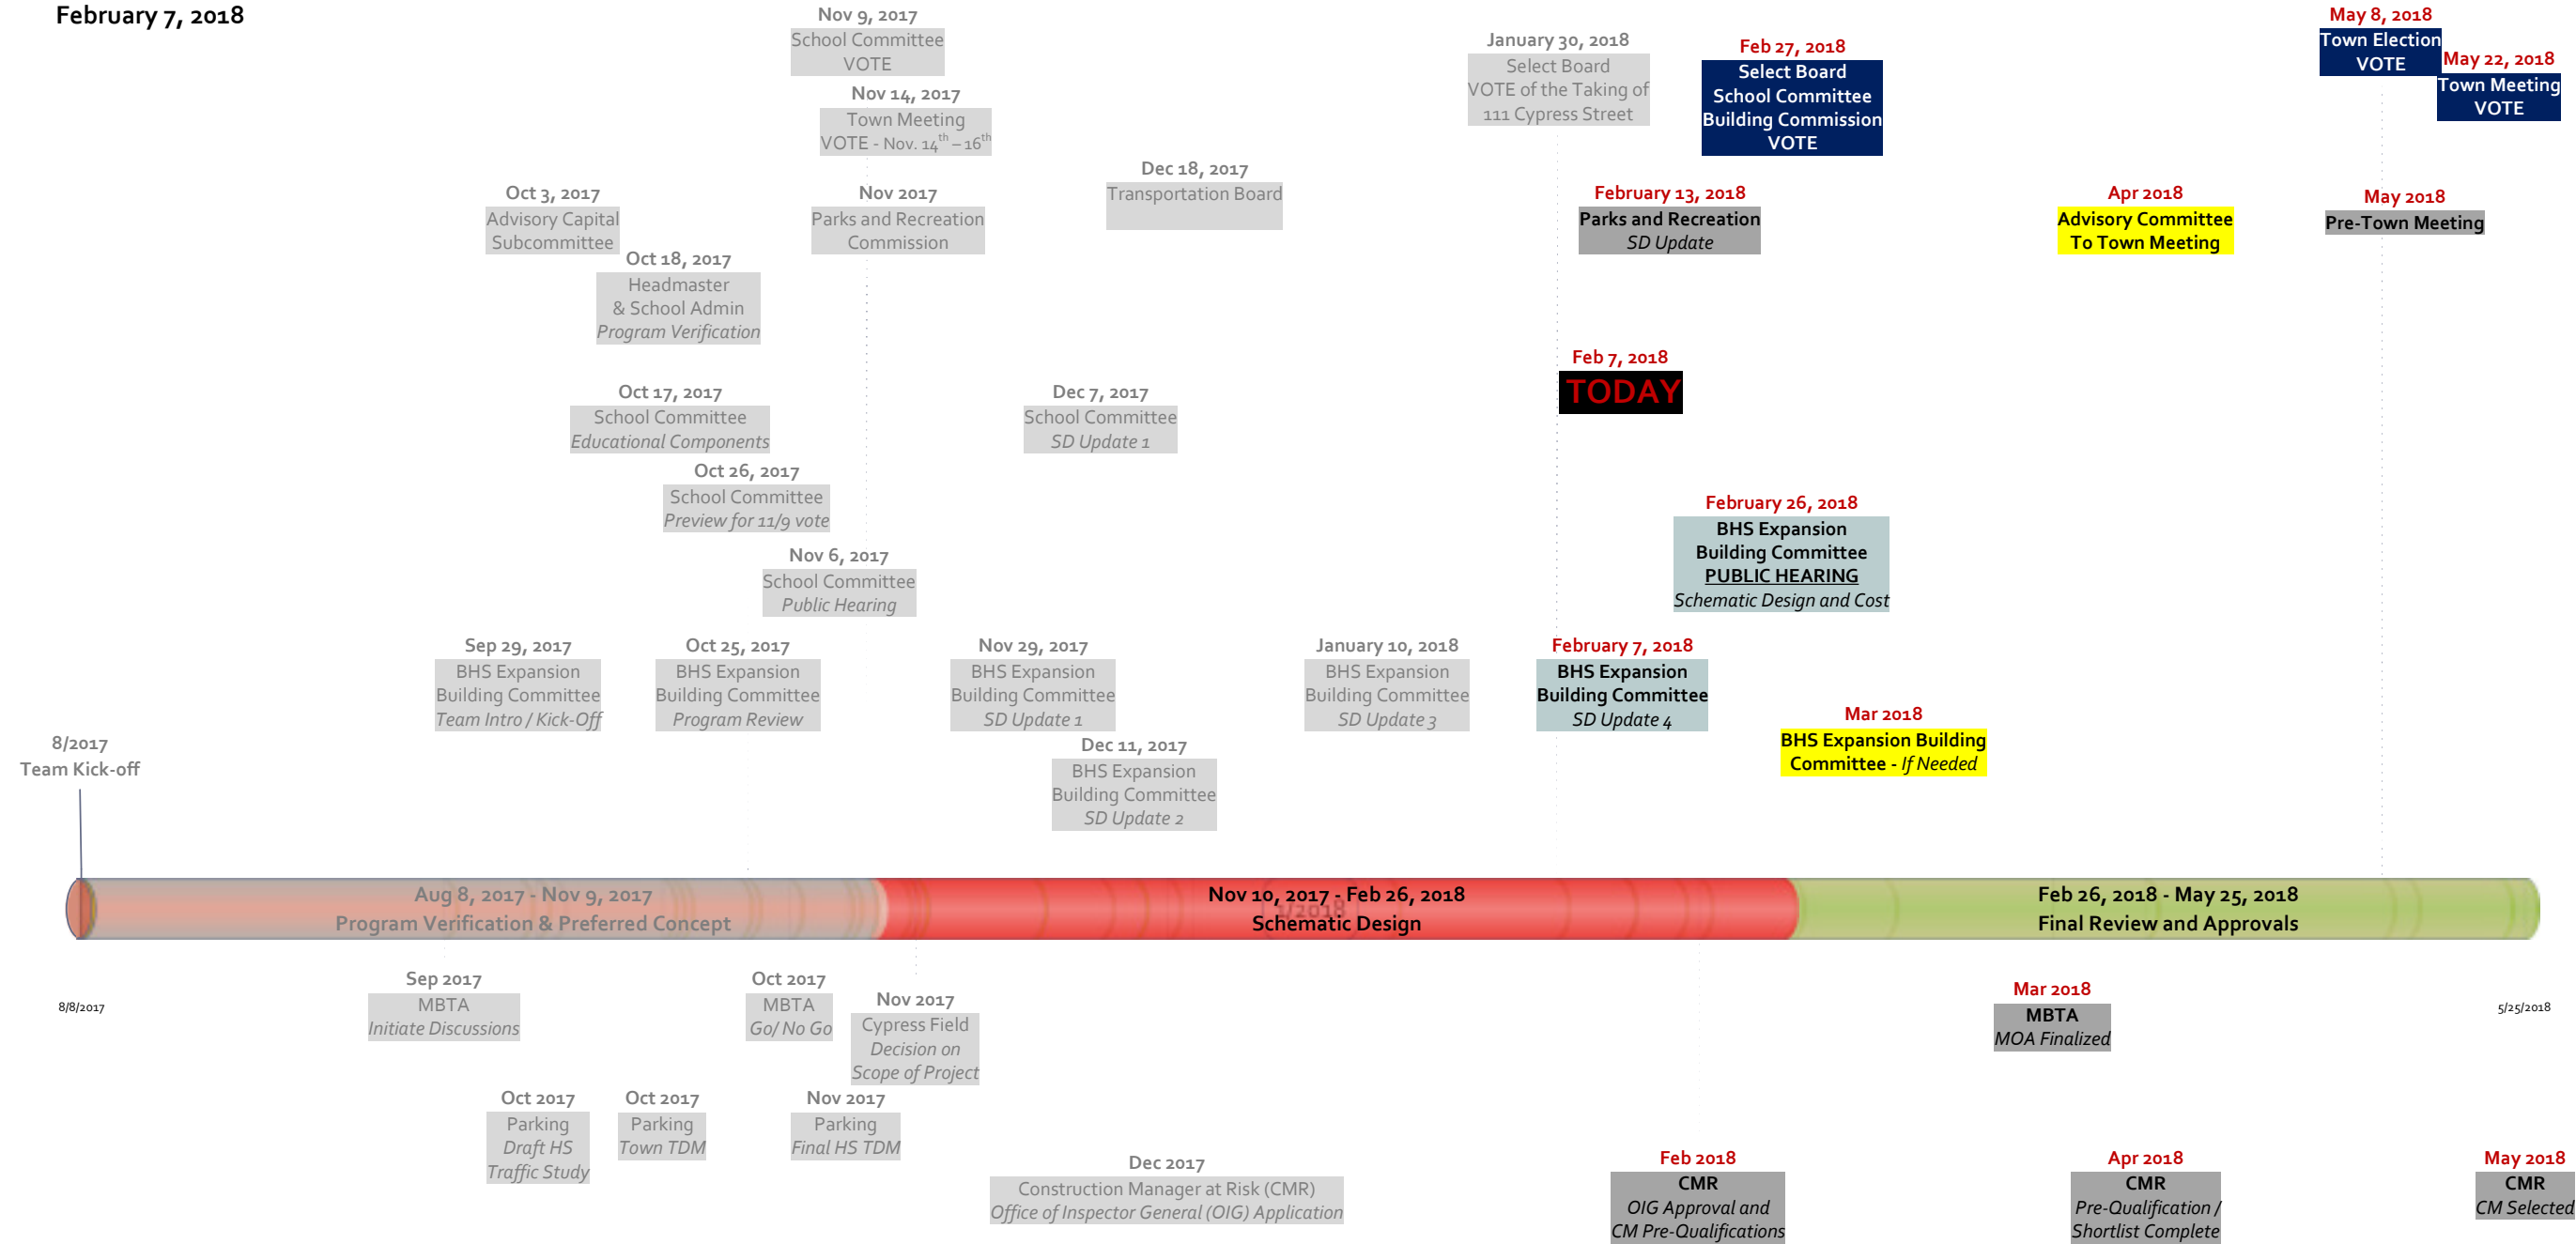 February 7, 2018
Nov 9, 2017
School Committee
VOTE
Nov 14, 2017
Town Meeting
VOTE - Nov. 14th – 16th
January 30, 2018
Select Board
VOTE of the Taking of
111 Cypress Street
Feb 27, 2018
Select Board
School Committee
Building Commission
VOTE
May 8, 2018
Town Election
VOTE
May 22, 2018
Town Meeting
VOTE
Oct 3, 2017
Advisory Capital
Subcommittee
Oct 18, 2017
Headmaster
& School Admin
Program Verification
Nov 2017
Parks and Recreation
Commission
Dec 18, 2017
Transportation Board
February 13, 2018
Parks and Recreation
SD Update
Apr 2018
Advisory Committee
To Town Meeting
May 2018
Pre-Town Meeting
Feb 7, 2018
TODAY
Oct 17, 2017
School Committee
Educational Components
Dec 7, 2017
School Committee
SD Update 1
Oct 26, 2017
School Committee
Preview for 11/9 vote
Nov 6, 2017
School Committee
Public Hearing
February 26, 2018
BHS Expansion
Building Committee
PUBLIC HEARING
Schematic Design and Cost
Sep 29, 2017
BHS Expansion
Building Committee
Team Intro / Kick-Off
Oct 25, 2017
BHS Expansion
Building Committee
Program Review
Nov 29, 2017
BHS Expansion
Building Committee
SD Update 1
Dec 11, 2017
BHS Expansion
Building Committee
SD Update 2
January 10, 2018
BHS Expansion
Building Committee
SD Update 3
February 7, 2018
BHS Expansion
Building Committee
SD Update 4
Mar 2018
BHS Expansion Building
Committee - If Needed
8/2017
Team Kick-off
Aug 8, 2017 - Nov 9, 2017
Program Verification & Preferred Concept
Nov 10, 2017 - Feb 26, 2018
1/2018
Schematic Design
Feb 26, 2018 - May 25, 2018
Final Review and Approvals
8/8/2017
5/25/2018
Sep 2017
MBTA
Initiate Discussions
Oct 2017
MBTA
Go/ No Go
Nov 2017
Cypress Field
Decision on
Scope of Project
Mar 2018
MBTA
MOA Finalized
Oct 2017
Parking
Draft HS
Traffic Study
Oct 2017
Parking
Town TDM
Nov 2017
Parking
Final HS TDM
Dec 2017
Construction Manager at Risk (CMR)
Office of Inspector General (OIG) Application
Feb 2018
CMR
OIG Approval and
CM Pre-Qualifications
Apr 2018
CMR
Pre-Qualification /
Shortlist Complete
May 2018
CMR
CM Selected